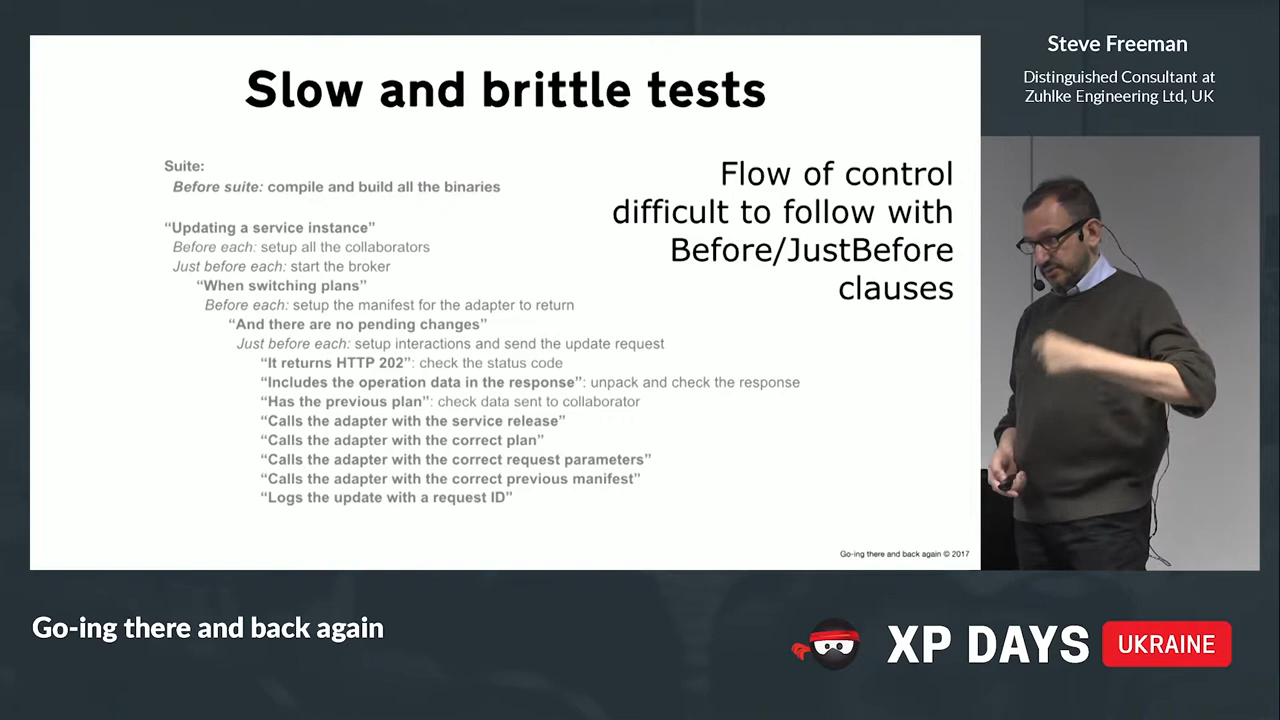 Slow and brittle tests
Suite:
Before suite: compile and build all the binaries
“Updating a service instance”
Before each: setup all the collaborators
Just before each: start the broker
“When switching plans”
Before each: setup the manifest for the adapter to return
“And there are no pending changes”
Just before each: setup interactions and send the update request
“It returns HTTP 202”: check the status code
“Includes the operation data in the response”: unpack and check the response
“Has the previous plan”: check data sent to collaborator
“Calls the adapter with the service release”
“Calls the adapter with the correct plan”
“Calls the adapter with the correct request parameters”
“Calls the adapter with the correct previous manifest”
“Logs the update with a request ID”
Flow of control
difficult to follow with
Before/JustBefore
clauses
Go-ing there and back again © 2017
Steve Freeman
Distinguished Consultant at
Zuhlke Engineering Ltd, UK
Go-ing there and back again
XP DAYS UKRAINE